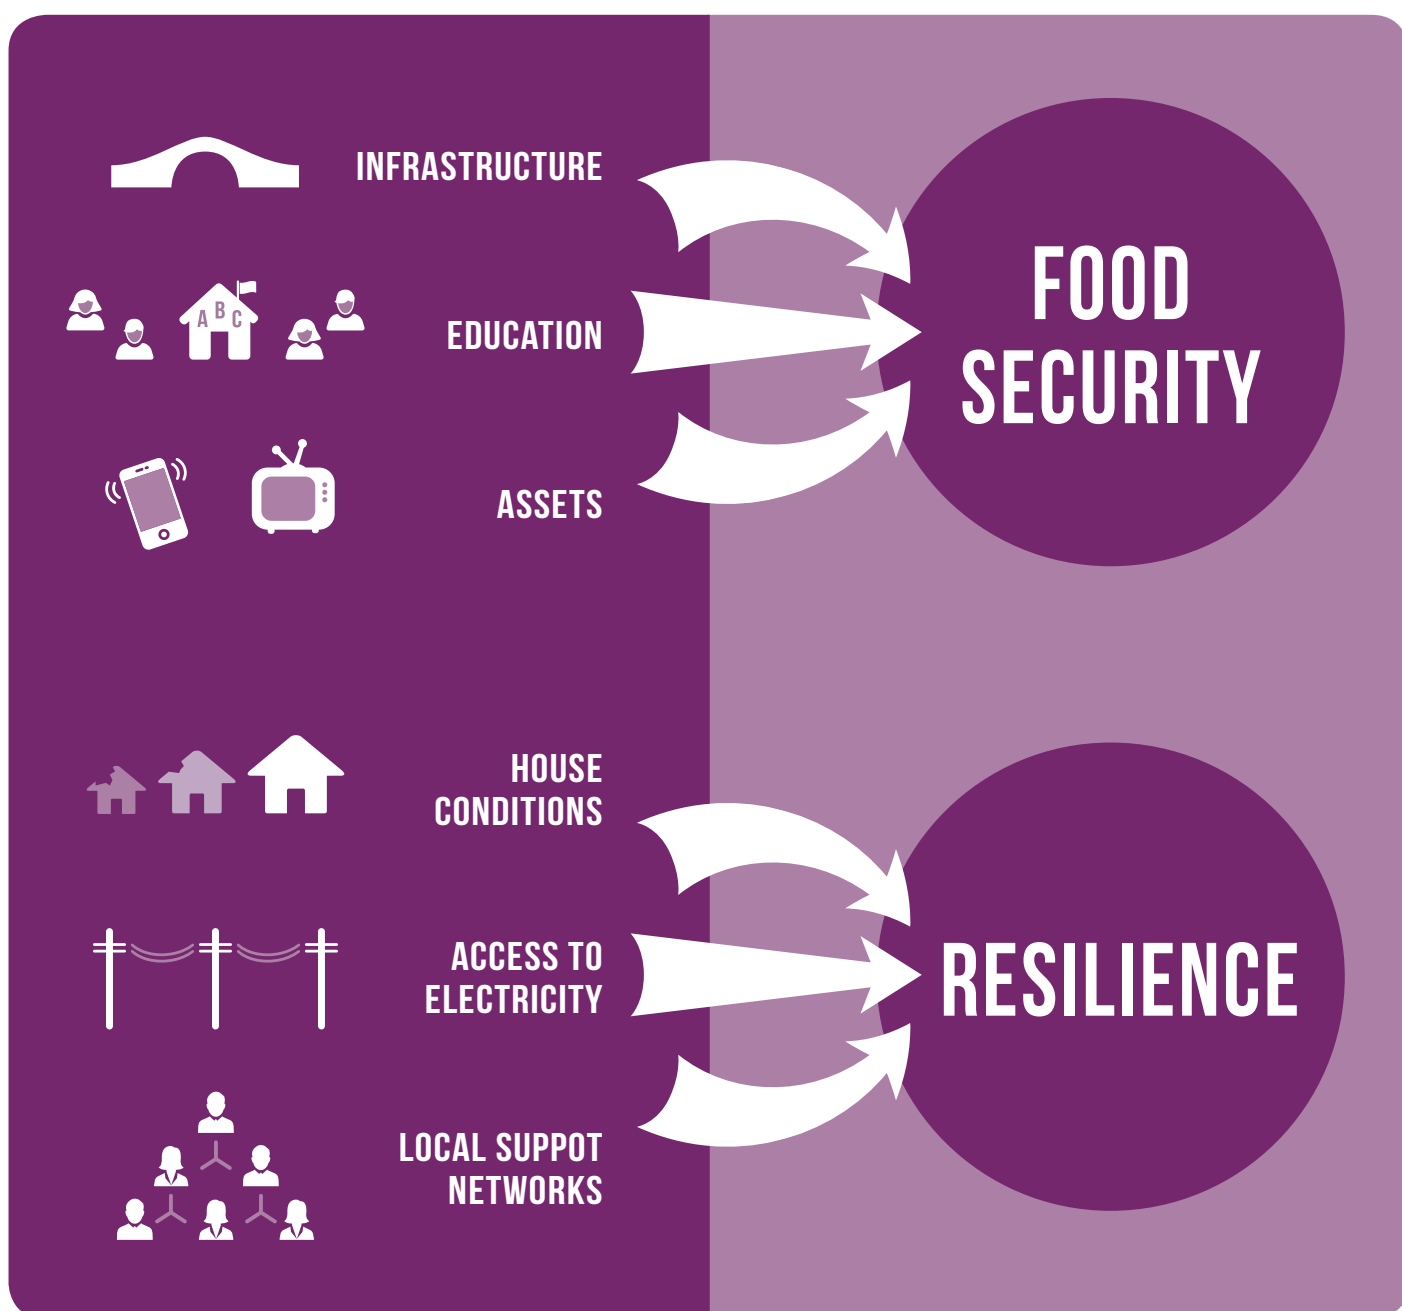 INFRASTRUCTURE
A B C
EDUCATION
ASSETS
FOOD
SECURITY
HOUSE
CONDITIONS
ACCESS TO
ELECTRICITY
LOCAL SUPPOT
NETWORKS
RESILIENCE